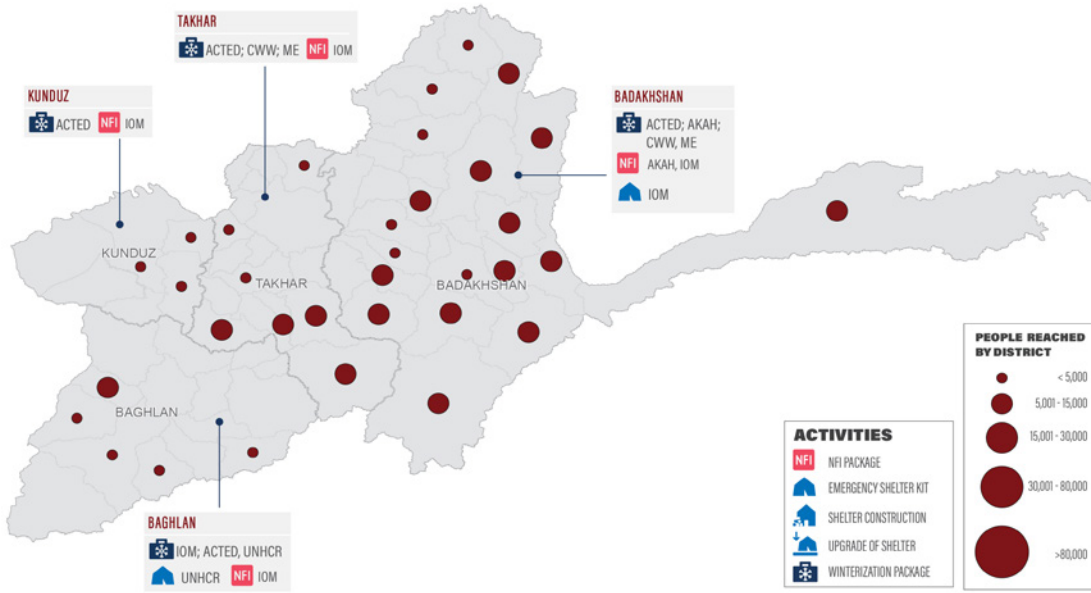 TAKHAR
ACTED; CWW; ME NFI IOM
KUNDUZ
ACTED NFI IOM
BADAKHSHAN
ACTED; AKAH;
CWW, ME
NFI AKAH, IOM
IOM
KUNDUZ
TAKHAR
BADAKHSHAN
BAGHLAN
BAGHLAN
IOM; ACTED, UNHCR
UNHCR NFI IOM
ACTIVITIES
NFI NFI PACKAGE
EMERGENCY SHELTER KIT
SHELTER CONSTRUCTION
UPGRADE OF SHELTER
WINTERIZATION PACKAGE
PEOPLE REACHED
BY DISTRICT
< 5,000
5,001 - 15,000
15,001 - 30,000
30,001 - 80,000
>80,000